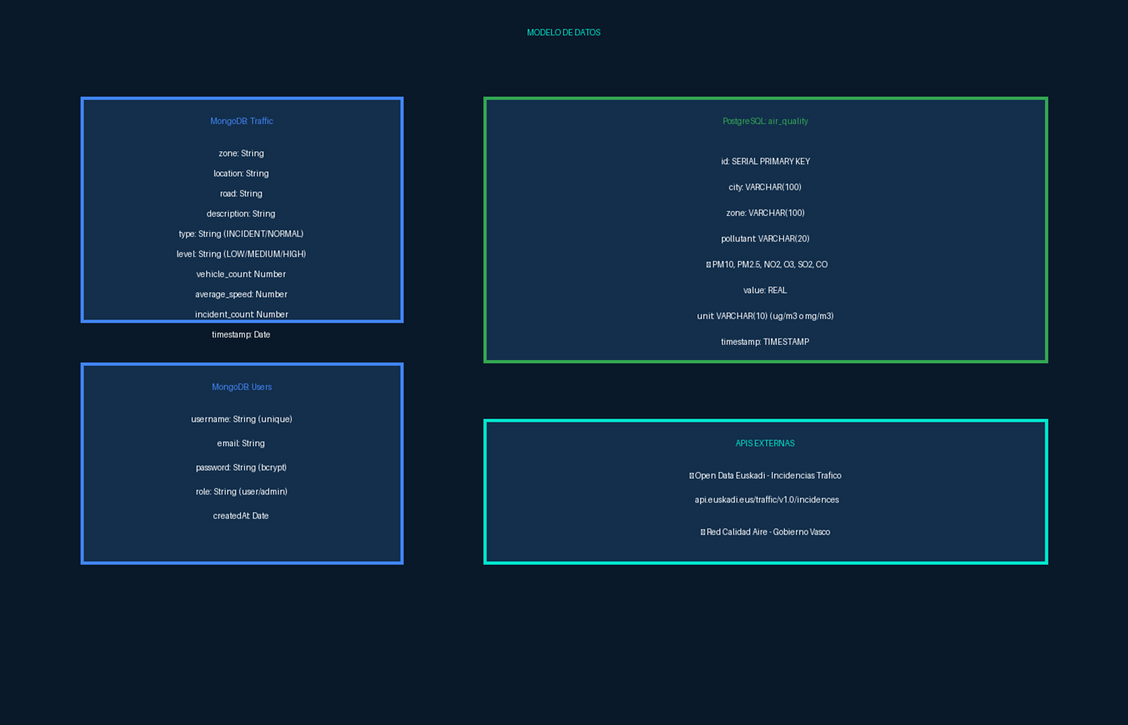 MODELO DE DATOS
MongoDB: Traffic
zone: String
location: String
road: String
description: String
type: String (INCIDENT/NORMAL)
level: String (LOW/MEDIUM/HIGH)
vehicle_count: Number
average_speed: Number
incident_count: Number
timestamp: Date
MongoDB: Users
username: String (unique)
email: String
password: String (bcrypt)
role: String (user/admin)
createdAt: Date
PostgreSQL: air_quality
id: SERIAL PRIMARY KEY
city: VARCHAR(100)
zone: VARCHAR(100)
pollutant: VARCHAR(20)
PM10, PM2.5, NO2, O3, SO2, CO
value: REAL
unit: VARCHAR(10) (ug/m3 o mg/m3)
timestamp: TIMESTAMP
APIS EXTERNAS
Open Data Euskadi - Incidencias Trafico
api.euskadi.eus/traffic/v1.0/incidences
Red Calidad Aire - Gobierno Vasco